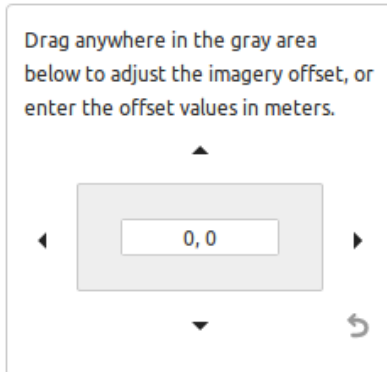 Drag anywhere in the gray area
below to adjust the imagery offset, or
enter the offset values in meters.
0, 0